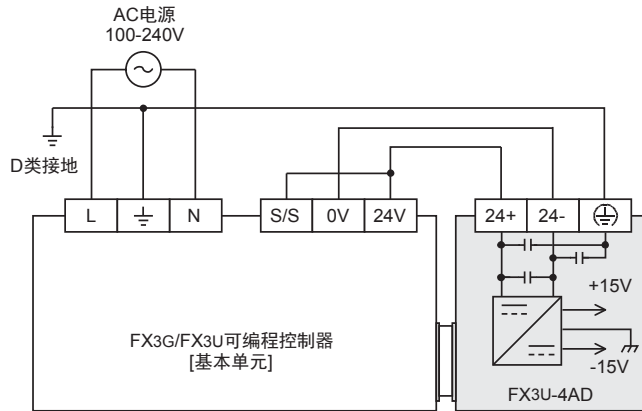 AC电源
100-240V
D类接地
L
N
S/S
0V
24V
24+
24-
+15V
-15V
FX3G/FX3U可编程控制器
[基本单元]
FX3U-4AD